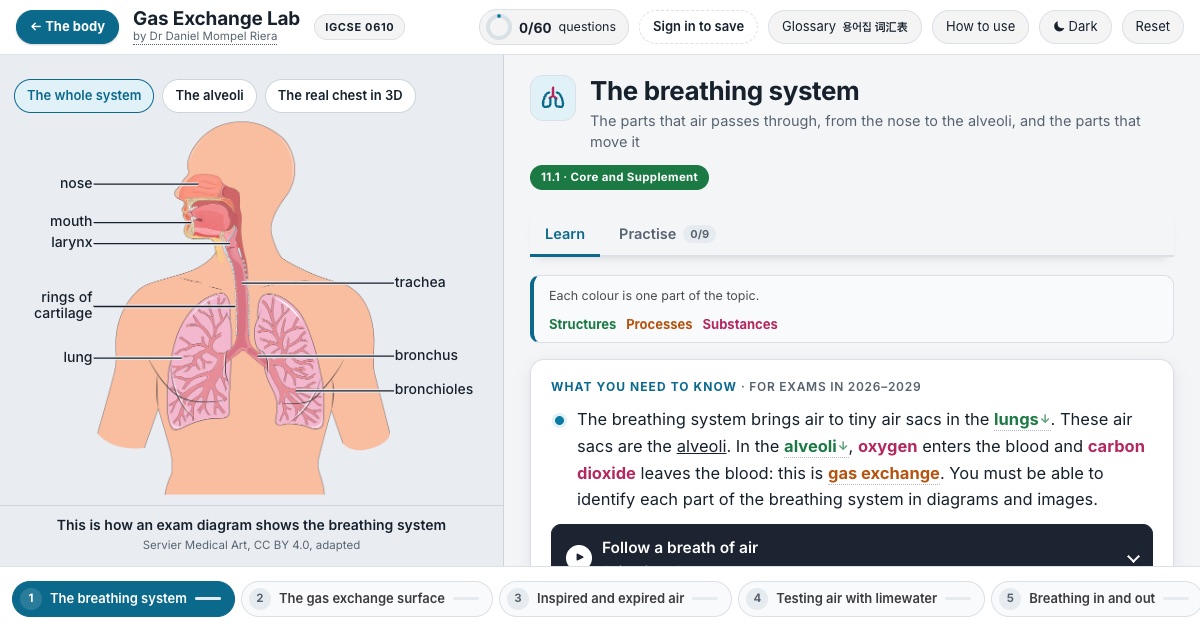 ← The body
Gas Exchange Lab
by Dr Daniel Mompel Riera
IGCSE 0610
0/60 questions
Sign in to save
Glossary 용어집 词汇表
How to use
Dark
Reset
The whole system
The alveoli
The real chest in 3D
nose
mouth
larynx
rings of
cartilage
lung
trachea
bronchus
bronchioles
This is how an exam diagram shows the breathing system
Servier Medical Art, CC BY 4.0, adapted
The breathing system
The parts that air passes through, from the nose to the alveoli, and the parts that
move it
11.1 · Core and Supplement
Learn
Practise 0/9
Each colour is one part of the topic.
Structures Processes Substances
WHAT YOU NEED TO KNOW · FOR EXAMS IN 2026–2029
The breathing system brings air to tiny air sacs in the lungs↓. These air
sacs are the alveoli. In the alveoli↓, oxygen enters the blood and carbon
dioxide leaves the blood: this is gas exchange. You must be able to
identify each part of the breathing system in diagrams and images.
Follow a breath of air
1 The breathing system
2 The gas exchange surface
3 Inspired and expired air
4 Testing air with limewater
5 Breathing in and out